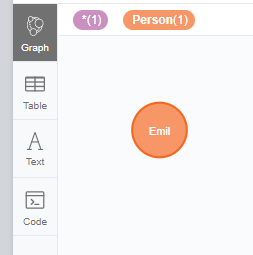 *(1) Person(1)
Graph
Table
Text
Code
Emil